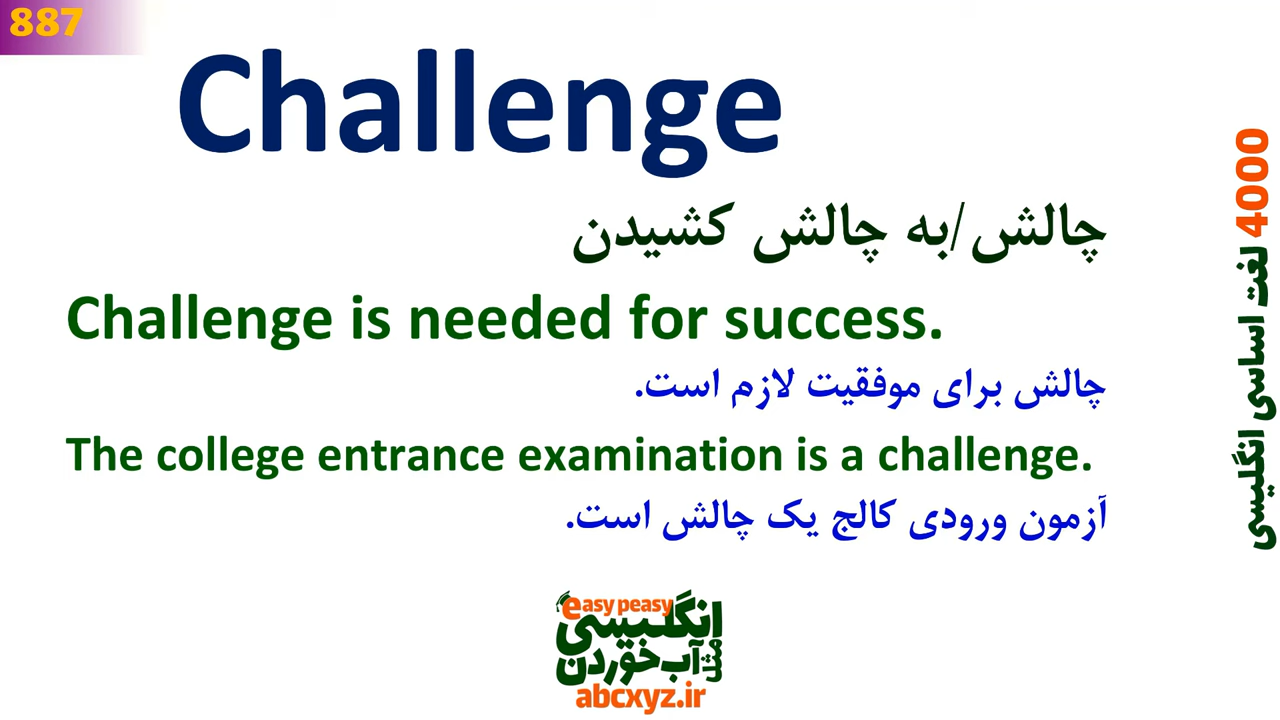 887
Challenge
چالش/به چالش کشیدن
Challenge is needed for success.
چالش برای موفقیت لازم است.
The college entrance examination is a challenge.
آزمون ورودی کالج یک چالش است.
4000 لغت اساسی انگلیسی
easy peasy
انگلیسی
مثل آب خوردن
abcxyz.ir